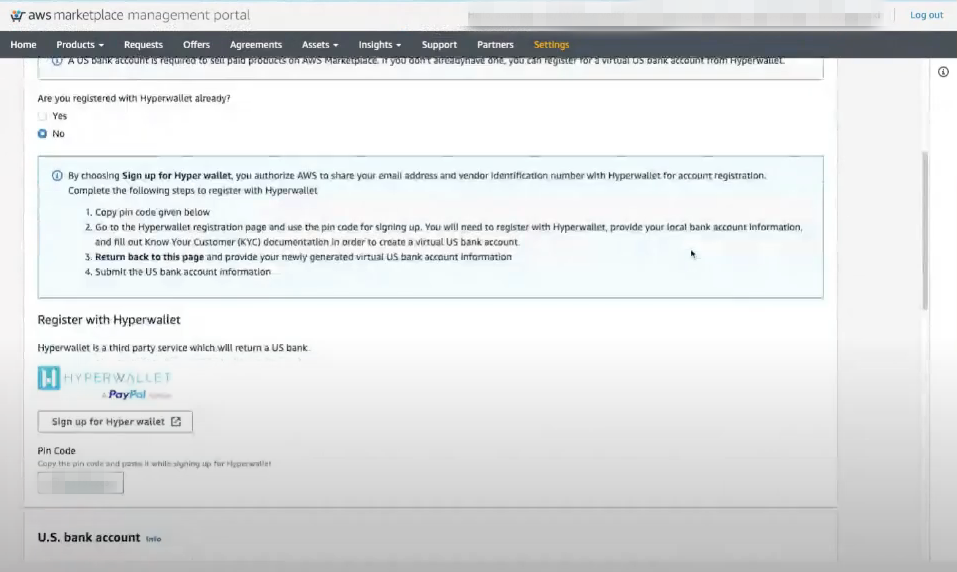 aws marketplace management portal
Log out
Home Products Requests Offers Agreements Assets Insights Support Partners Settings
A US bank account is required to sell paid products on AWS Marketplace. If you don't alreadyhave one, you can register for a virtual US bank account from Hyperwallet.
Are you registered with Hyperwallet already?
Yes
No
By choosing Sign up for Hyper wallet, you authorize AWS to share your email address and vendor identification number with Hyperwallet for account registration.
Complete the following steps to register with Hyperwallet
1. Copy pin code given below
2. Go to the Hyperwallet registration page and use the pin code for signing up. You will need to register with Hyperwallet, provide your local bank account information,
and fill out Know Your Customer (KYC) documentation in order to create a virtual US bank account.
3. Return back to this page and provide your newly generated virtual US bank account information
4. Submit the US bank account information
Register with Hyperwallet
Hyperwallet is a third party service which will return a US bank.
HYPERWALLET
PayPal
Sign up for Hyper wallet
Pin Code
Copy the pin code and paste it while signing up for Hyperwallet
U.S. bank account Info